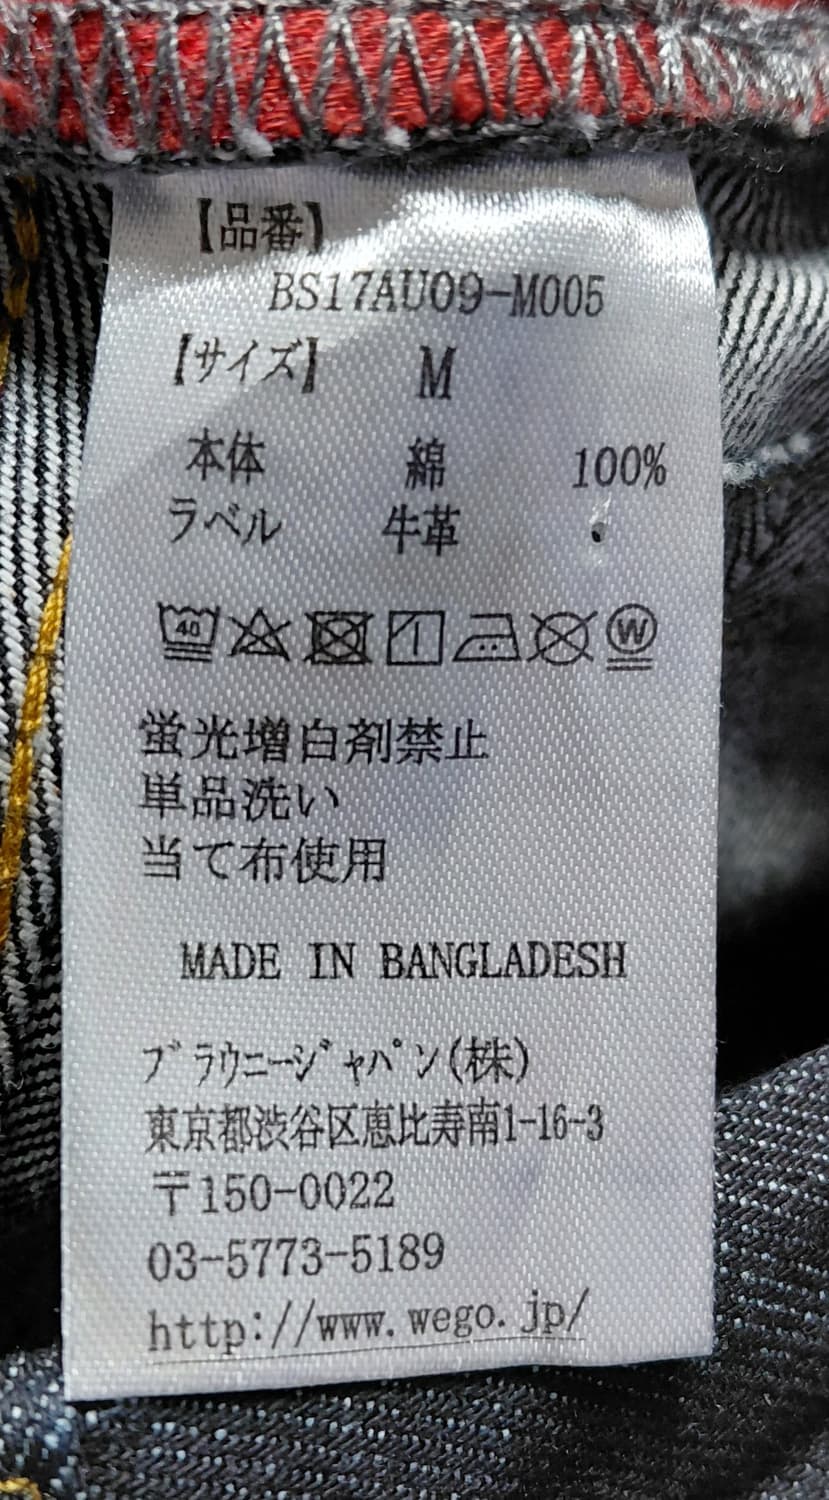 【品番】
BS17AU09-M005
【サイズ】 M
本体 綿 100%
ラベル 牛革
40 W
蛍光増白剤禁止
単品洗い
当て布使用
MADE IN BANGLADESH
ブラウニージャパン(株)
東京都渋谷区恵比寿南1-16-3
〒150-0022
03-5773-5189
http://www.wego.jp/